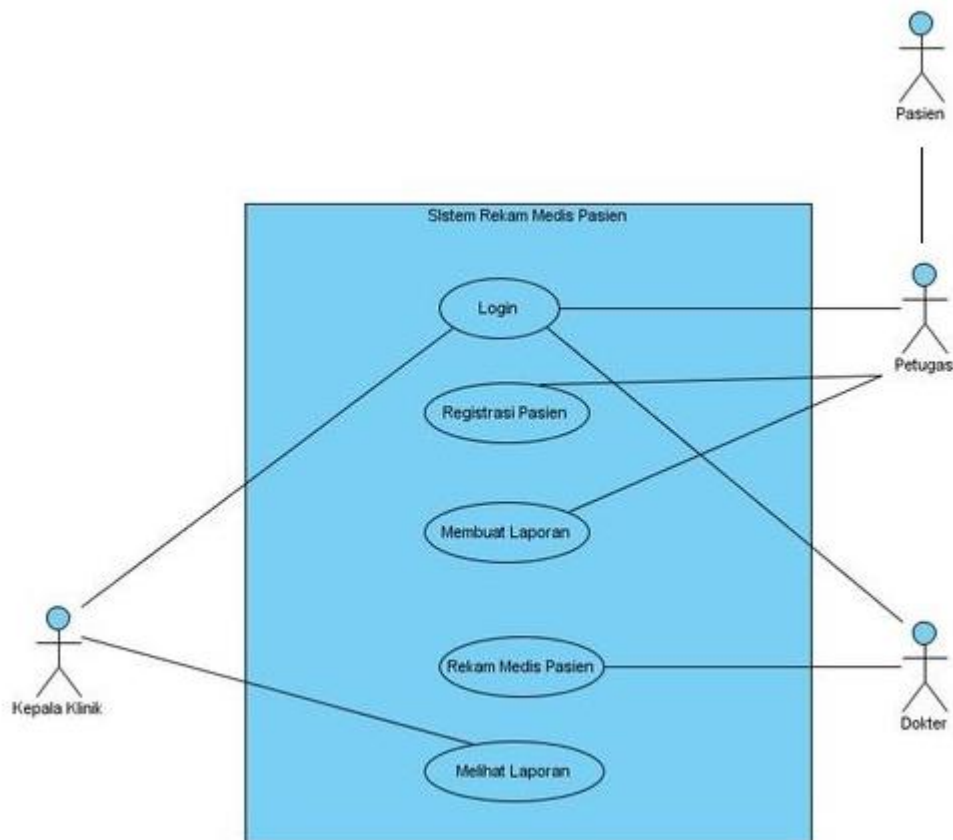 Pasien
SIstem Rekam Medis Pasien
Login
Petugas
Registrasi Pasien
Membuat Laporan
Rekam Medis Pasien
Kepala Klinik
Dokter
Melihat Laporan